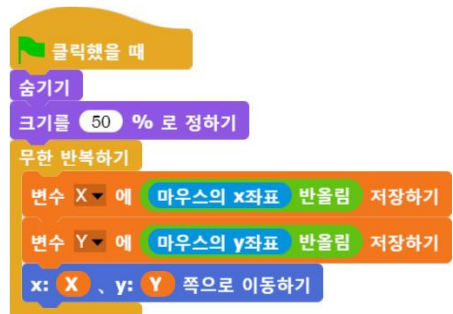 클릭했을 때
숨기기
크기를 50 % 로 정하기
무한 반복하기
변수 X 에 마우스의 x좌표 반올림 저장하기
변수 Y 에 마우스의 y좌표 반올림 저장하기
x: X 、y: Y 쪽으로 이동하기